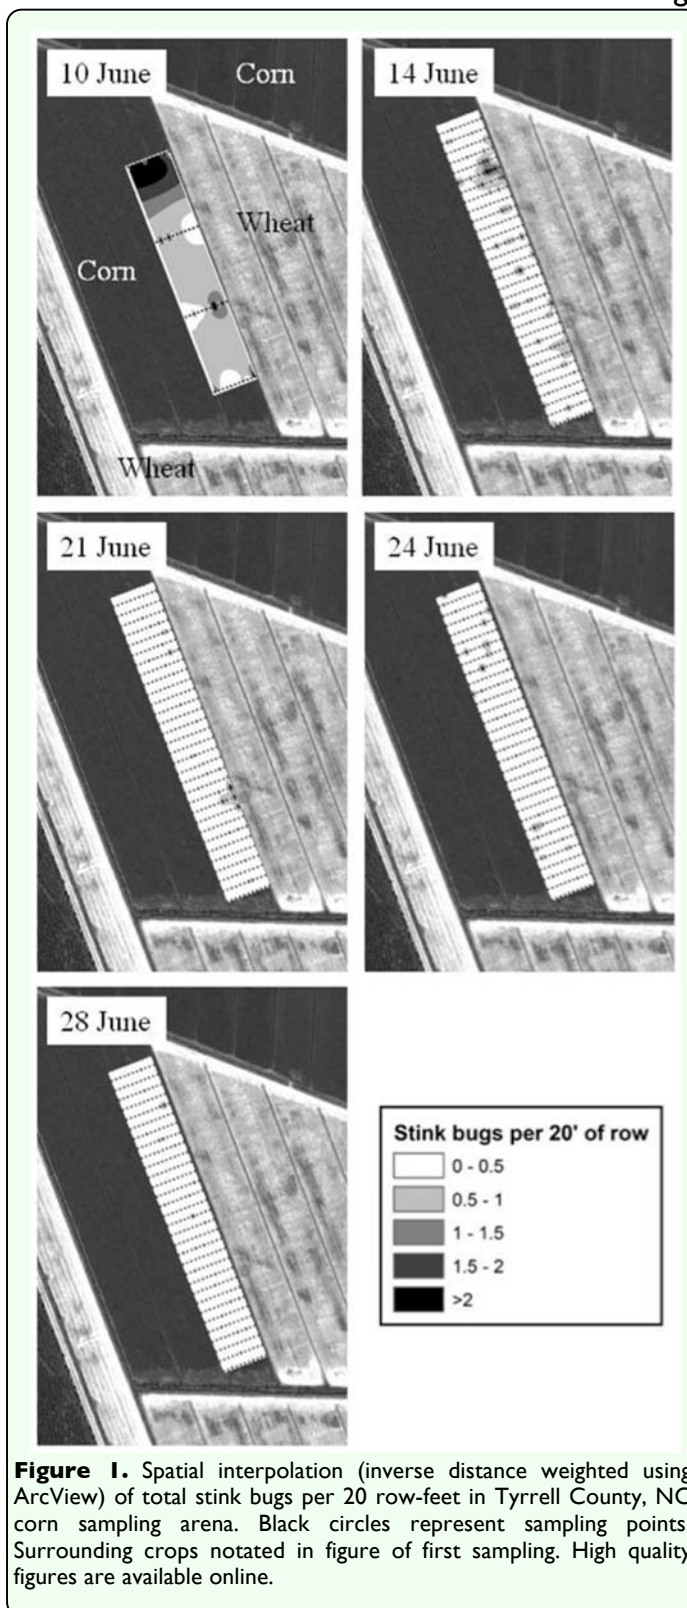 10 June
Corn
14 June
Wheat
Corn
Wheat
21 June
24 June
28 June
Stink bugs per 20' of row
0 - 0.5
0.5 - 1
1 - 1.5
1.5 - 2
>2
Figure 1. Spatial interpolation (inverse distance weighted using
ArcView) of total stink bugs per 20 row-feet in Tyrrell County, NC
corn sampling arena. Black circles represent sampling points
Surrounding crops notated in figure of first sampling. High quality
figures are available online.